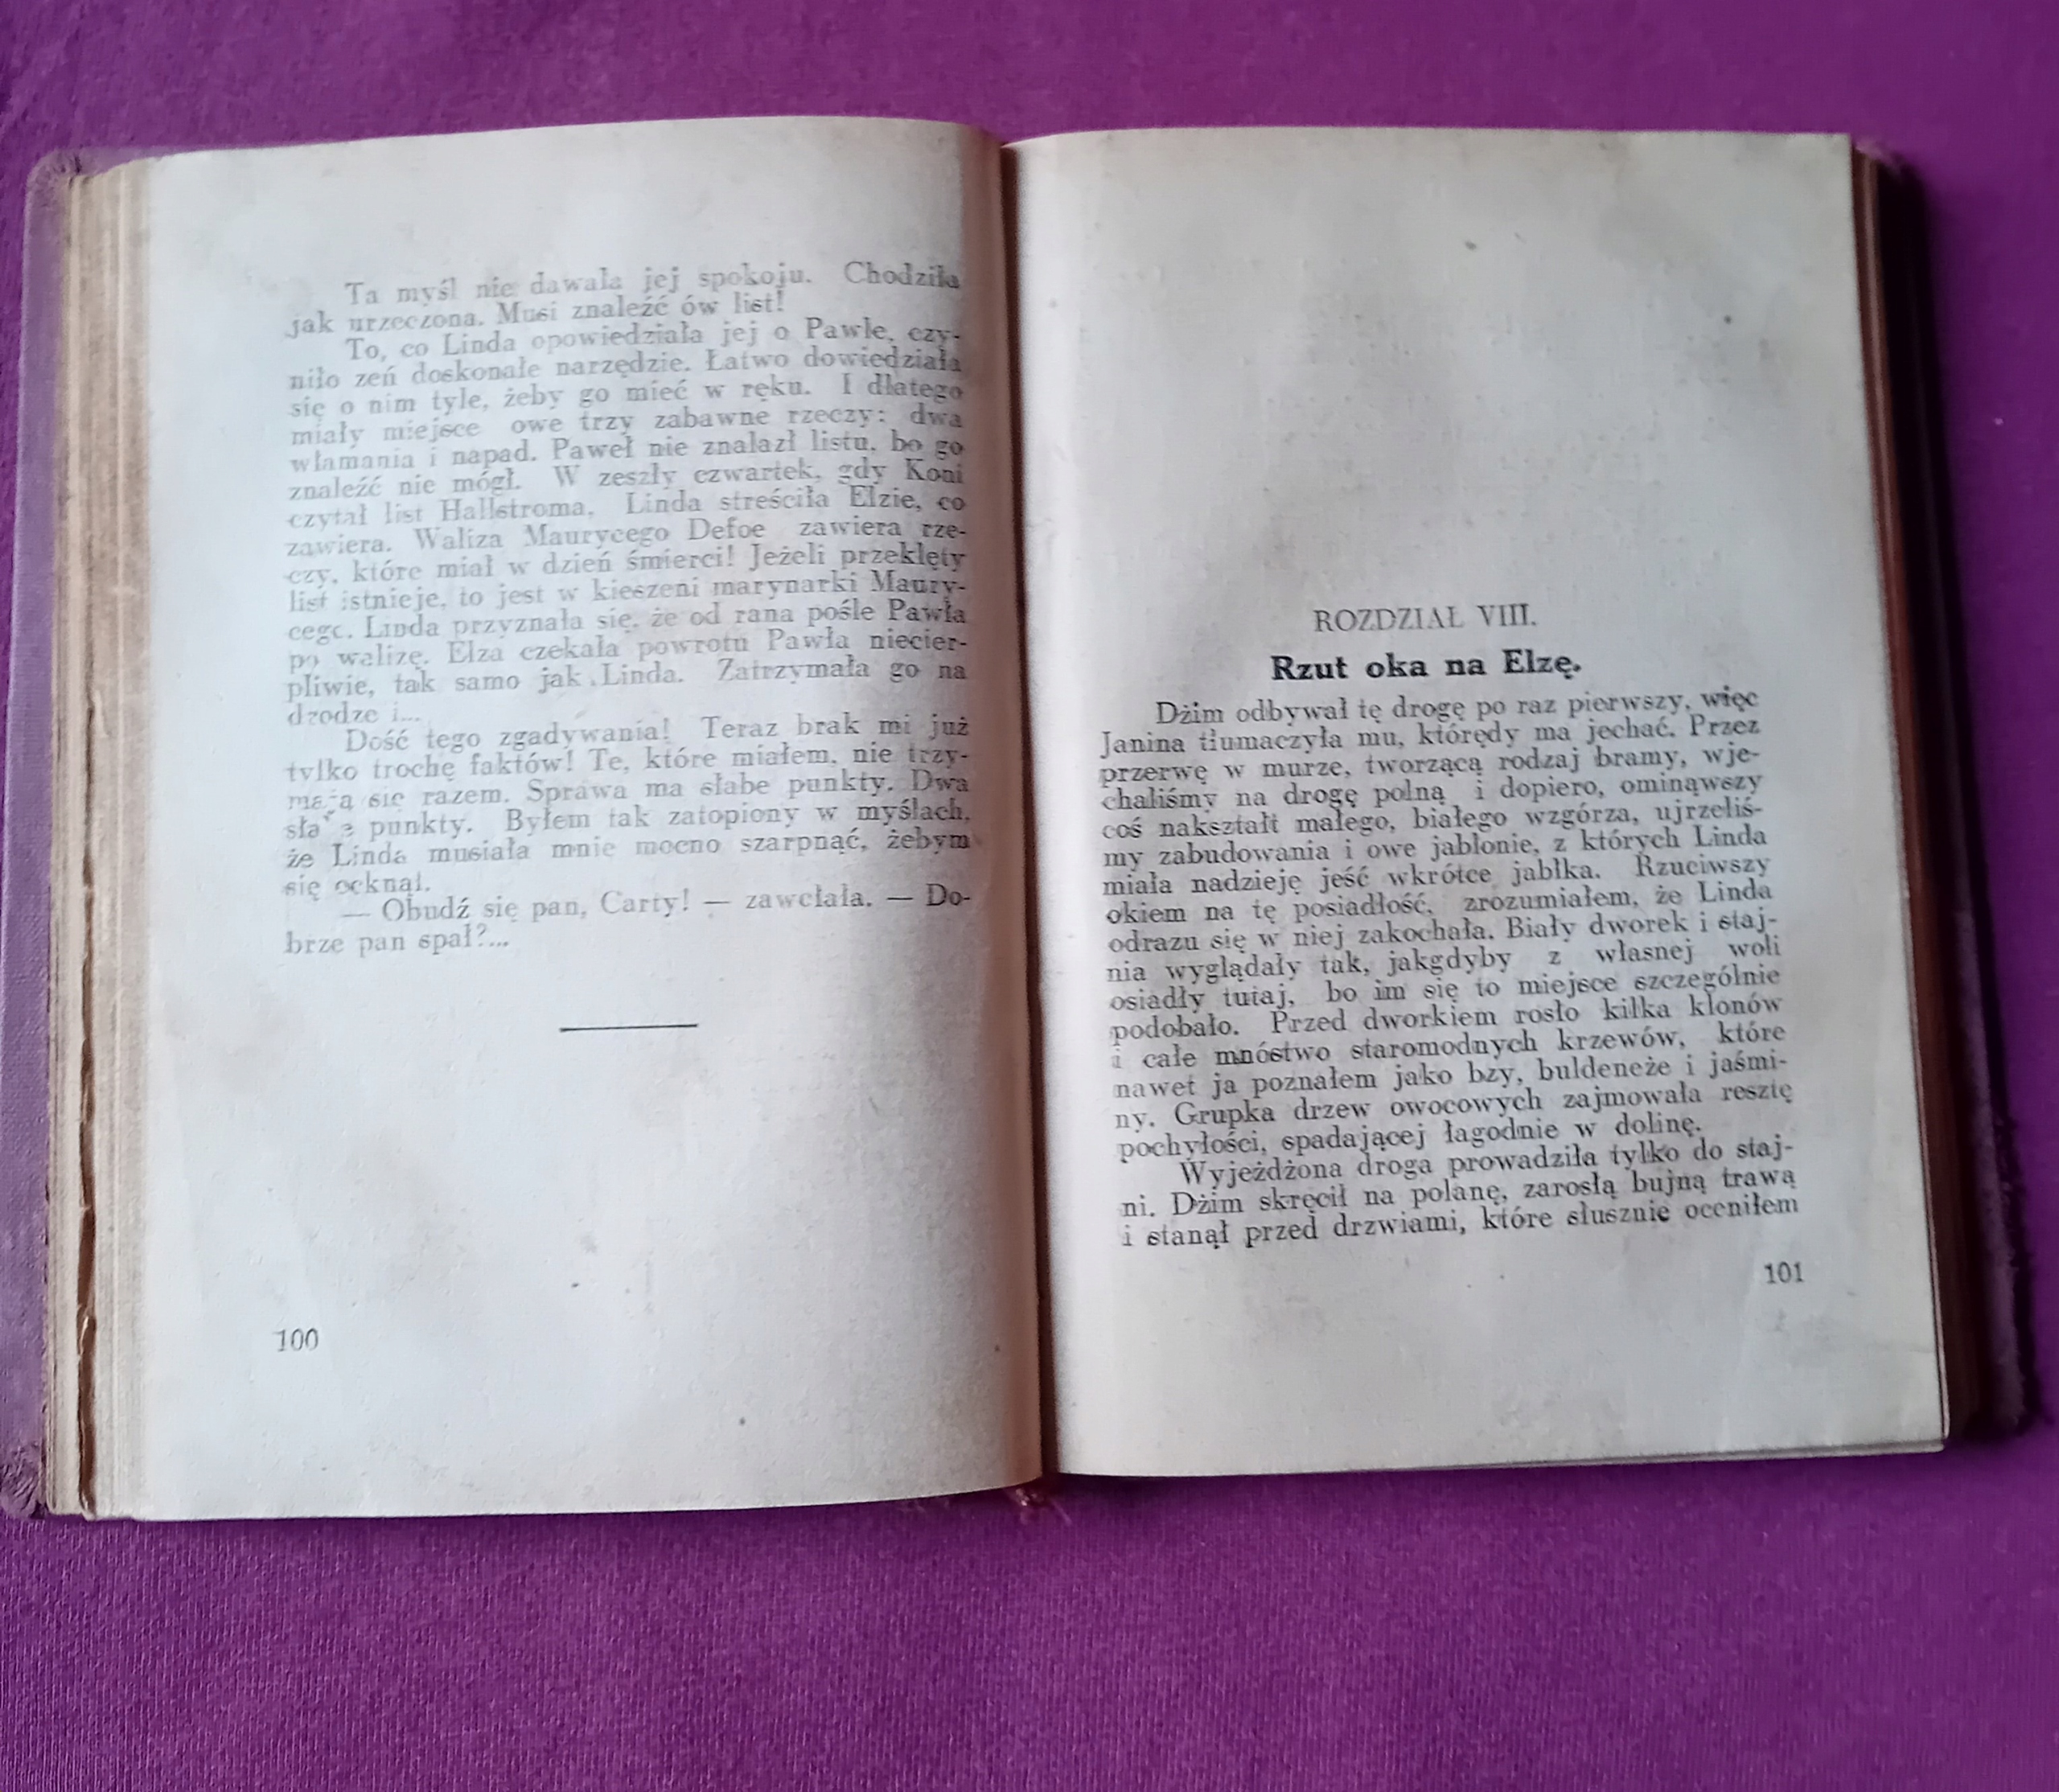 Ta myśl nie dawała jej spokoju. Chodziła
jak urzeczona. Musi znaleźć ów list!
To, co Linda opowiedziała jej o Pawle, czy-
niło zeń doskonałe narzędzie. Łatwo dowiedziała
się o nim tyle, żeby go mieć w ręku. I dlatego
miały miejsce owe trzy zabawne rzeczy: dwa
włamania i napad. Paweł nie znalazł listu, bo go
znaleźć nie mógł. W zeszły czwartek, gdy Koni
czytał list Hallstroma, Linda streściła Elzie, co
zawiera. Waliza Maurycego Defoe zawiera rze-
czy, które miał w dzień śmierci! Jeżeli przeklęty
list istnieje, to jest w kieszeni marynarki Maury-
cego. Linda przyznała się, że od rana pośle Pawła
po walizę. Elza czekała powrotu Pawła niecier-
pliwie, tak samo jak Linda. Zatrzymała go na
drodze i...
Dość tego zgadywania! Teraz brak mi już
tylko trochę faktów! Te, które miałem, nie trzy-
mają się razem. Sprawa ma słabe punkty. Dwa
punkty. Byłem tak zatopiony w myślach,
że Linda musiała mnie mocno szarpnąć, żebym
się ocknął.
— Obudź się pan, Carty! — zawołała. — Do-
brze pan spał?...
100
ROZDZIAŁ VIII.
Rzut oka na Elzę.
Dżim odbywał tę drogę po raz pierwszy, więc
Janina tłumaczyła mu, którędy ma jechać. Przez
przerwę w murze, tworzącą rodzaj bramy, wje-
chaliśmy na drogę polną i dopiero, ominąwszy
coś nakształt małego, białego wzgórza, ujrzeliś-
my zabudowania i owe jabłonie, z których Linda
miała nadzieję jeść wkrótce jabłka. Rzuciwszy
okiem na tę posiadłość, zrozumiałem, że Linda
odrazu się w niej zakochała. Biały dworek i staj-
nia wyglądały tak, jakgdyby z własnej woli
osiadły tutaj, bo im się to miejsce szczególnie
podobało. Przed dworkiem rosło kilka klonów
i całe mnóstwo staromodnych krzewów, które
nawet ja poznałem jako bzy, buldeneże i jaśmi-
ny. Grupka drzew owocowych zajmowała resztę
pochyłości, spadającej łagodnie w dolinę.
Wyjeżdżona droga prowadziła tylko do staj-
ni. Dżim skręcił na polanę, zarosłą bujną trawą
i stanął przed drzwiami, które słusznie oceniłem
101